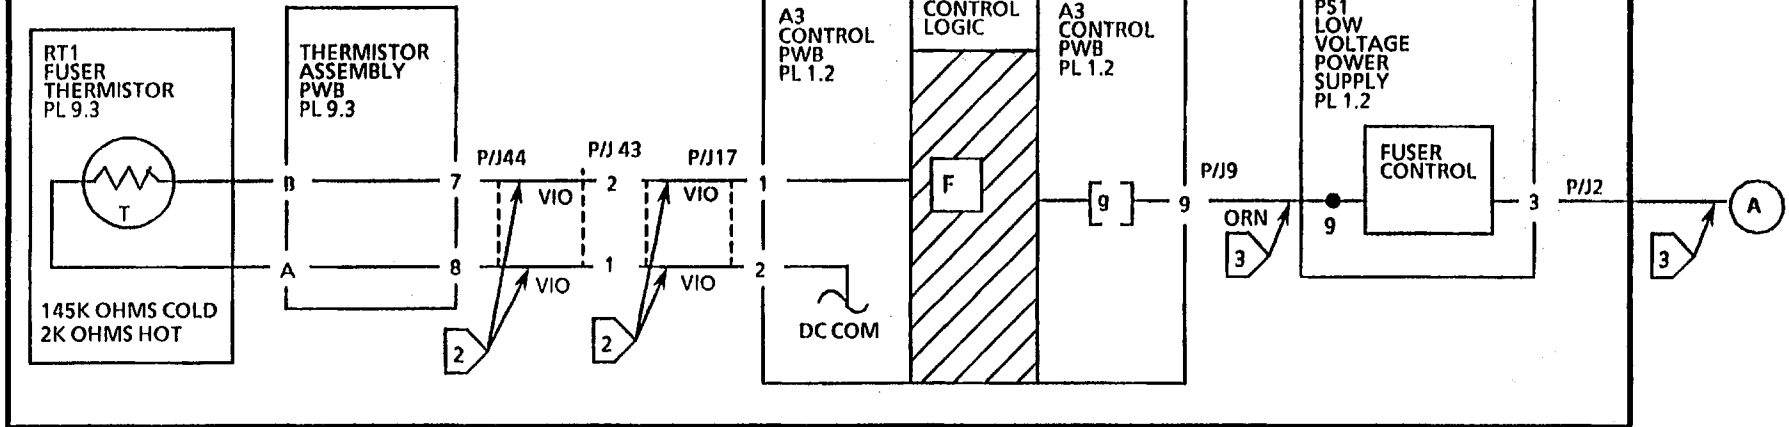 RT1
FUSER
THERMISTOR
PL 9.3
T
145K OHMS COLD
2K OHMS HOT
THERMISTOR
ASSEMBLY
PWB
PL 9.3
B
A
7
8
P/J44
VIO
VIO
2
P/J 43
2
1
P/J17
VIO
VIO
2
A3
CONTROL
PWB
PL 1.2
1
2
DC COM
CONTROL
LOGIC
F
A3
CONTROL
PWB
PL 1.2
[g]
9
P/J9
ORN
3
PS1
LOW
VOLTAGE
POWER
SUPPLY
PL 1.2
9
FUSER
CONTROL
3
P/J2
3
A